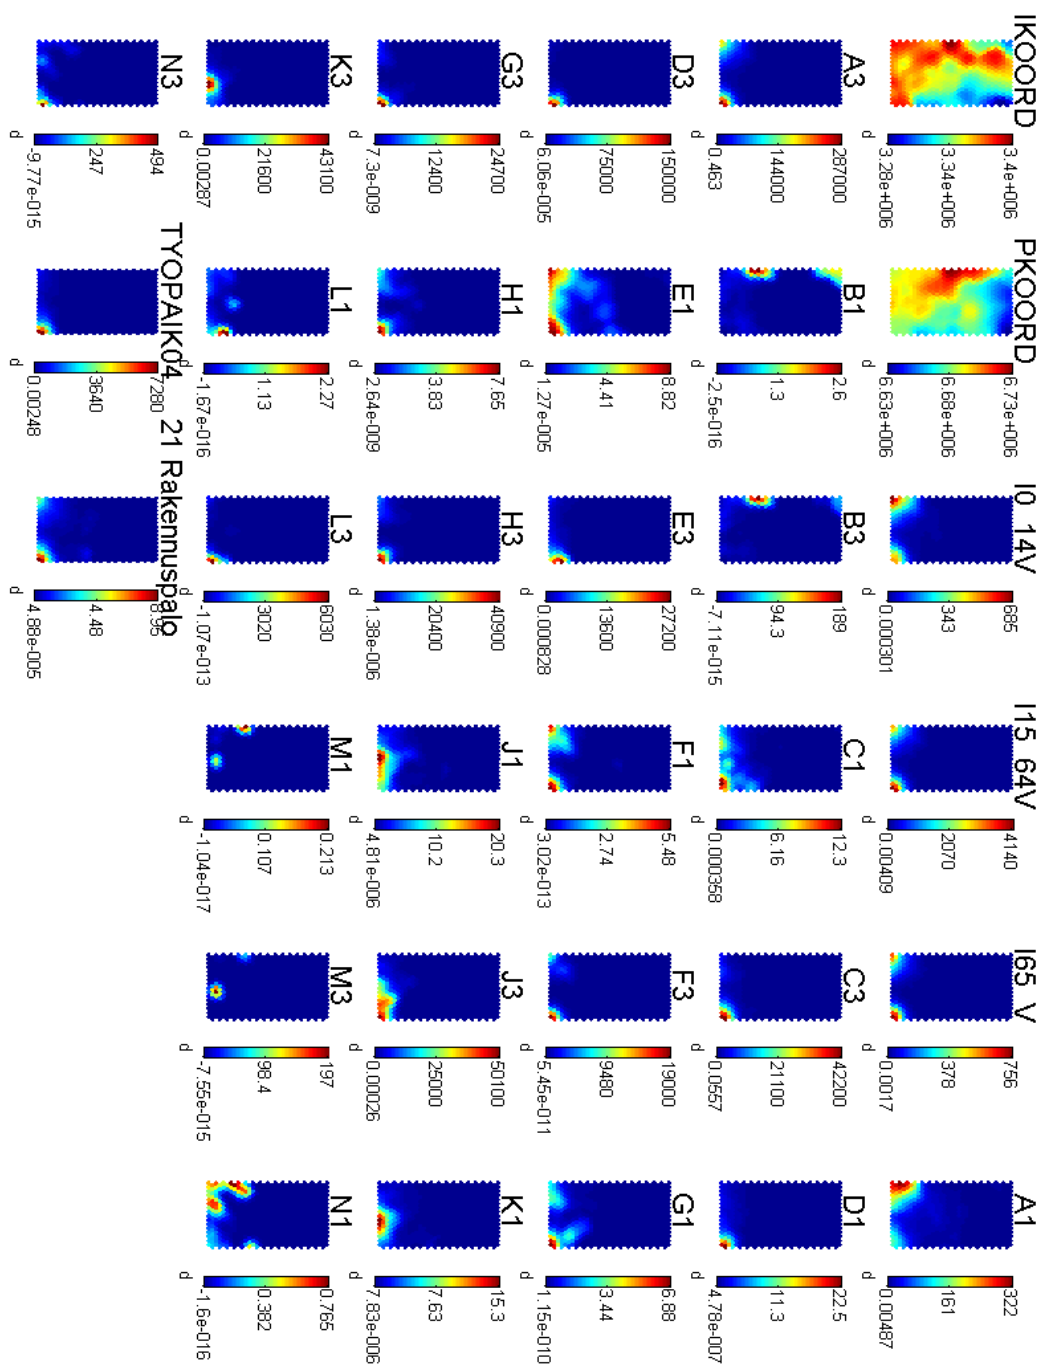 IKOORD
3.4e+006
3.34e+006
3.28e+006
d
PKOORD
6.73e+006
6.68e+006
6.63e+006
d
I0 14V
685
343
0.000301
d
I15 64V
4140
2070
0.00409
d
I65 V
756
378
0.0017
d
A1
322
161
0.00487
d
A3
287000
144000
0.463
d
B1
2.6
1.3
-2.5e-016
d
B3
189
94.3
-7.11e-015
d
C1
12.3
6.16
0.000368
d
C3
42200
21100
0.0557
d
D1
22.5
11.3
4.78e-007
d
D3
150000
75000
6.06e-005
d
E1
8.82
4.41
1.27e-005
d
E3
27200
13600
0.000828
d
F1
5.48
2.74
3.02e-013
d
F3
19000
9480
5.45e-011
d
G1
6.88
3.44
1.15e-010
d
G3
24700
12400
7.3e-009
d
H1
7.65
3.83
2.64e-009
d
H3
40900
20400
1.38e-006
d
J1
20.3
10.2
4.81e-006
d
J3
50100
25000
0.00026
d
K1
15.3
7.63
7.83e-006
d
K3
43100
21600
0.00287
d
L1
2.27
1.13
-1.67e-016
d
L3
6030
3020
-1.07e-013
d
M1
0.213
0.107
-1.04e-017
d
M3
197
98.4
-7.55e-015
d
N1
0.765
0.382
-1.6e-016
d
N3
494
247
-9.77e-015
d
TYOPAIK04
7280
3640
0.00248
d
21 Rakennuspalo
8.95
4.48
4.88e-005
d